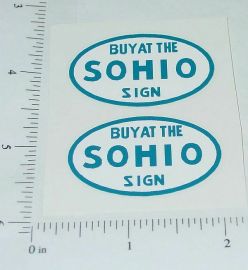 BUY AT THE
SOHIO
SIGN
BUY AT THE
SOHIO
SIGN
3
4
5
6
0 in
1
2